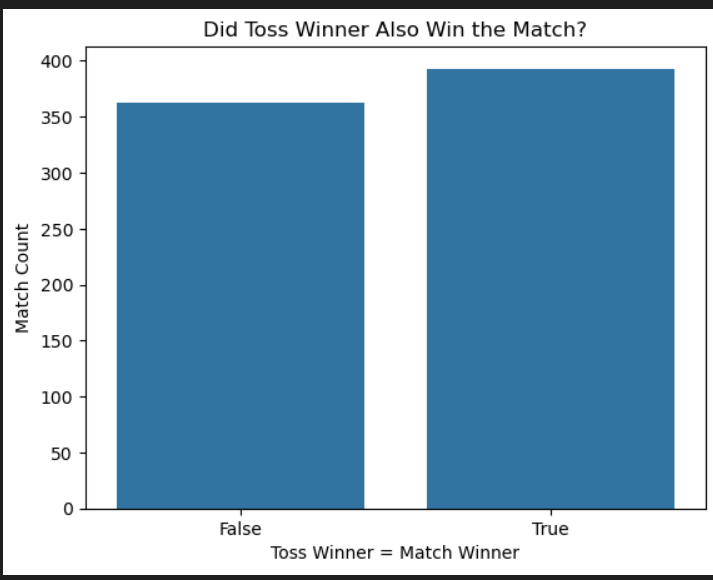 Did Toss Winner Also Win the Match?
Match Count
400
350
300
250
200
150
100
50
0
False True
Toss Winner = Match Winner